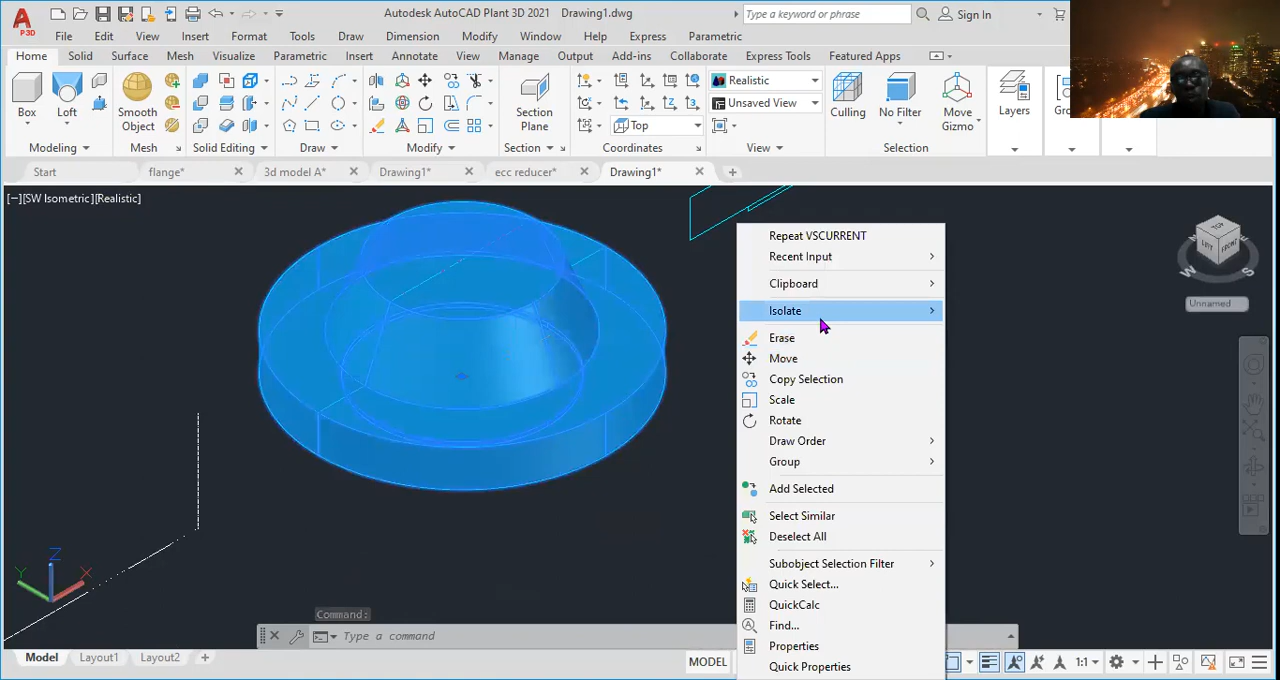 Autodesk AutoCAD Plant 3D 2021 Drawing1.dwg
Type a keyword or phrase
Sign In
P3D
File Edit View Insert Format Tools Draw Dimension Modify Window Help Express Parametric
Home Solid Surface Mesh Visualize Parametric Insert Annotate View Manage Output Add-ins Collaborate Express Tools Featured Apps
Box
Loft
Smooth Object
Realistic
Unsaved View
Top
Section Plane
Culling
No Filter
Move Gizmo
Layers
Modeling
Mesh
Solid Editing
Draw
Modify
Section
Coordinates
View
Selection
Start
flange*
3d model A*
Drawing1*
ecc reducer*
Drawing1*
[−][SW Isometric][Realistic]
TOP
LEFT
FRONT
W
S
Unnamed
Repeat VSCURRENT
Recent Input
Clipboard
Isolate
Erase
Move
Copy Selection
Scale
Rotate
Draw Order
Group
Add Selected
Select Similar
Deselect All
Subobject Selection Filter
Quick Select...
QuickCalc
Find...
Properties
Quick Properties
Z
Y
X
Command:
Type a command
Model
Layout1
Layout2
MODEL
1:1